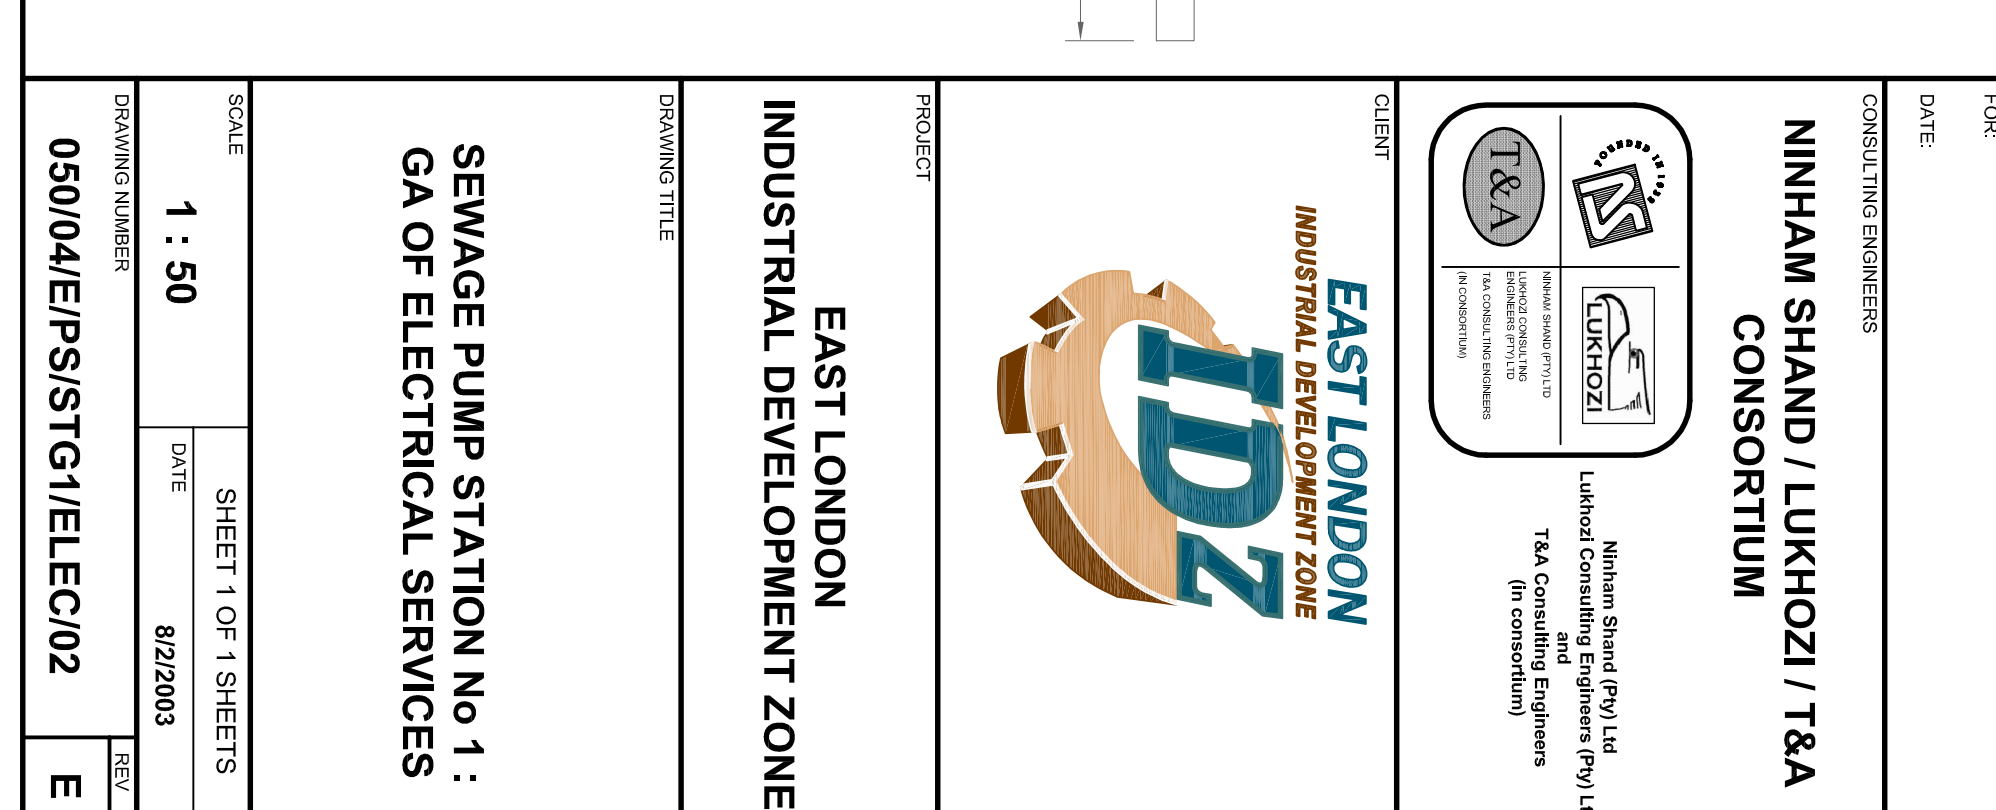 FOR:
DATE:
CONSULTING ENGINEERS
NINHAM SHAND / LUKHOZI / T&A
CONSORTIUM
FOUNDED IN 1932
NS
T&A
LUKHOZI
NINHAM SHAND (PTY) LTD
LUKHOZI CONSULTING
ENGINEERS (PTY) LTD
T&A CONSULTING ENGINEERS
(IN CONSORTIUM)
Ninham Shand (Pty) Ltd
Lukhozi Consulting Engineers (Pty) Lt
and
T&A Consulting Engineers
(in consortium)
CLIENT
EAST LONDON
INDUSTRIAL DEVELOPMENT ZONE
IDZ
PROJECT
EAST LONDON
INDUSTRIAL DEVELOPMENT ZONE
DRAWING TITLE
SEWAGE PUMP STATION No 1 :
GA OF ELECTRICAL SERVICES
SCALE
1 : 50
SHEET 1 OF 1 SHEETS
DATE
8/2/2003
DRAWING NUMBER
050/04/E/PS/STG1/ELEC/02
REV
E